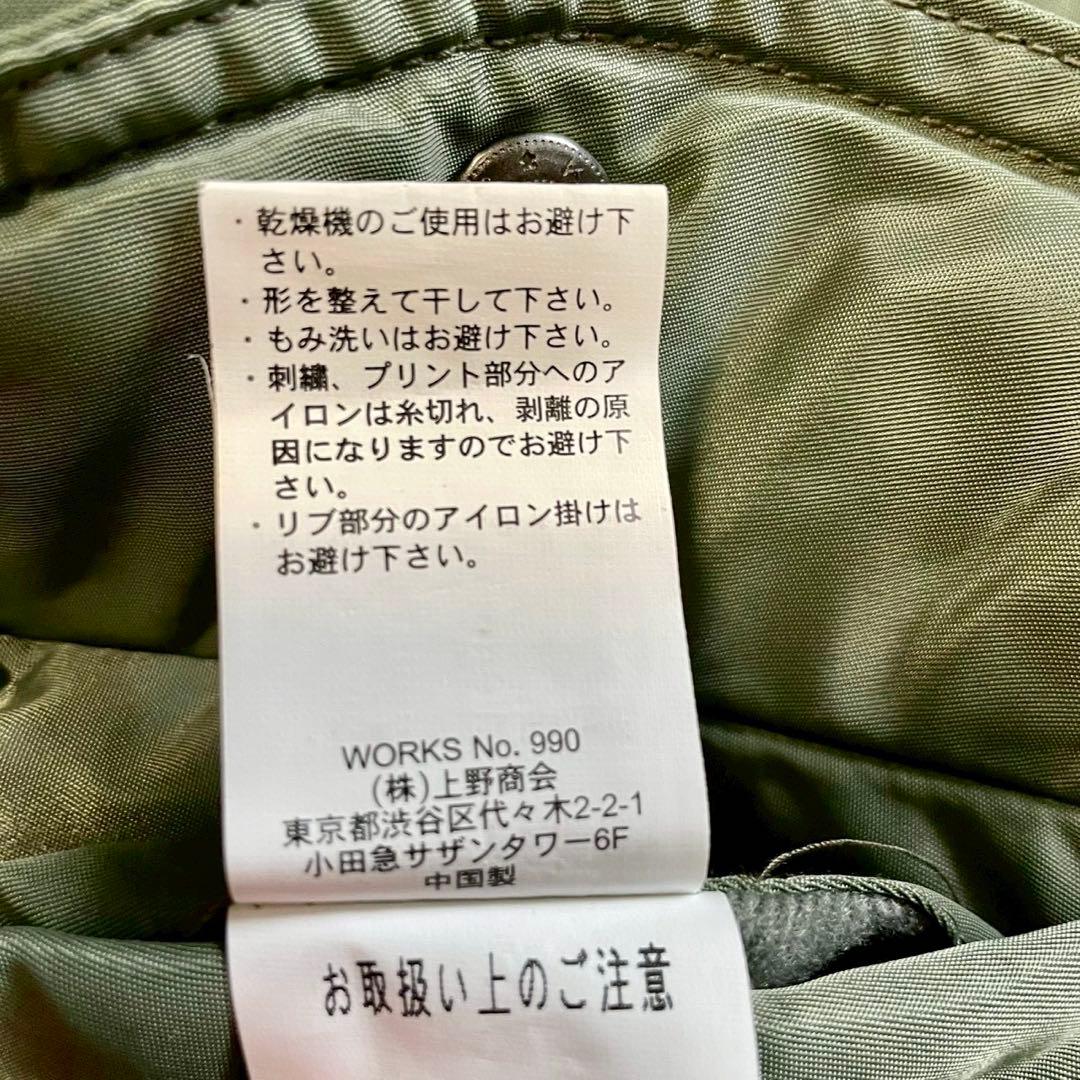 ・乾燥機のご使用はお避け下
さい。
・形を整えて干して下さい。
・もみ洗いはお避け下さい。
・刺繍、プリント部分へのア
イロンは糸切れ、剥離の原
因になりますのでお避け下
さい。
・リブ部分のアイロン掛けは
お避け下さい。
WORKS No. 990
(株)上野商会
東京都渋谷区代々木2-2-1
小田急サザンタワー6F
中国製
お取扱い上のご注意